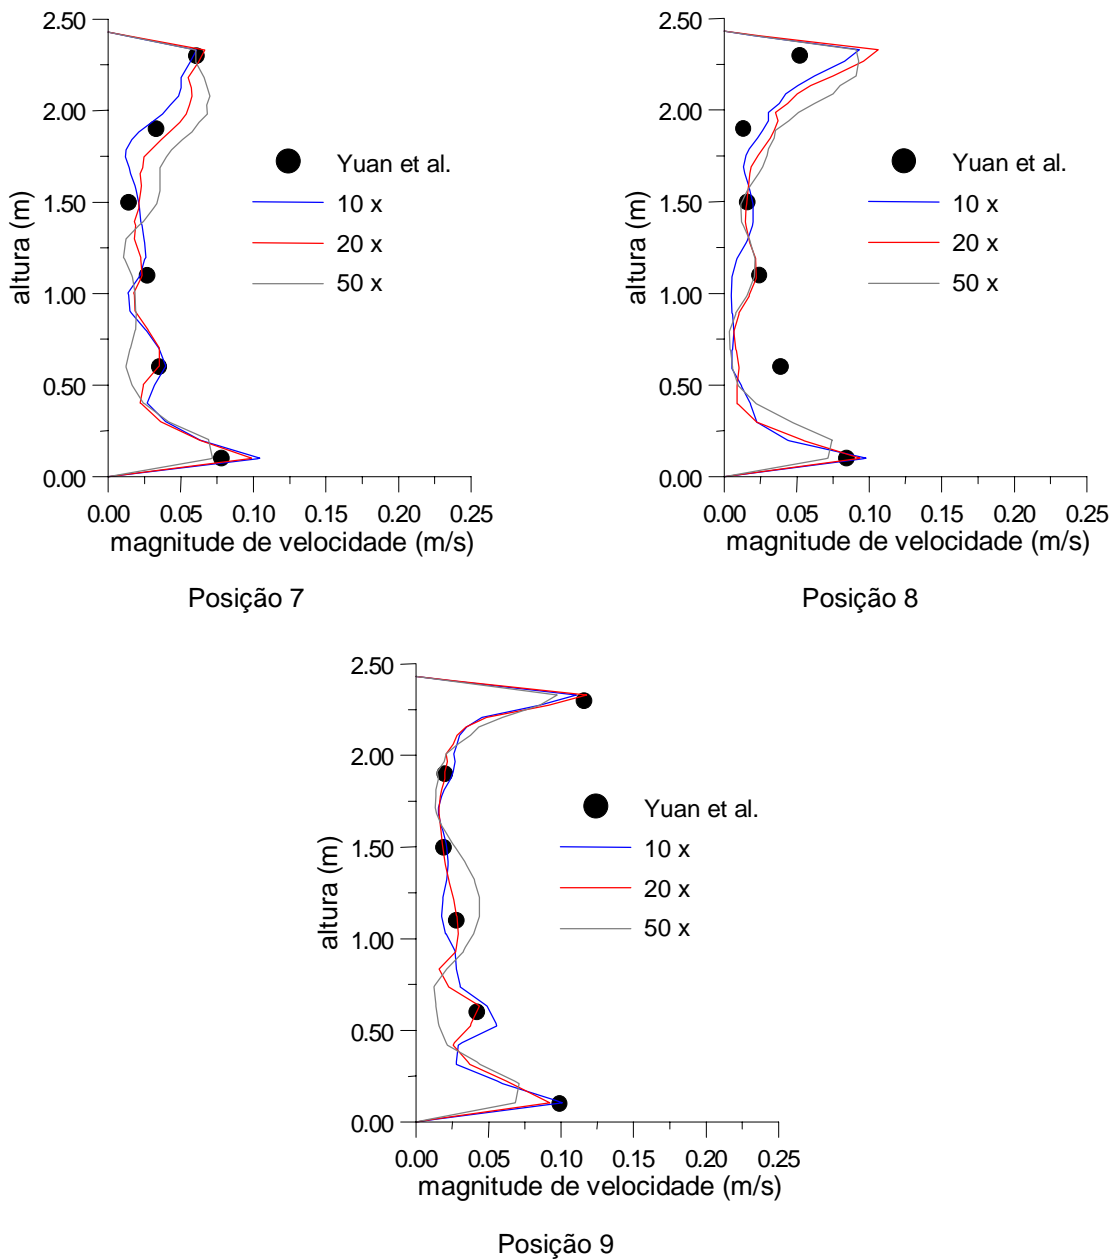 2.50
2.00
1.50
1.00
0.50
0.00
altura (m)
Yuan et al.
10 x
20 x
50 x
0.00 0.05 0.10 0.15 0.20 0.25
magnitude de velocidade (m/s)
Posição 7
2.50
2.00
1.50
1.00
0.50
0.00
altura (m)
Yuan et al.
10 x
20 x
50 x
0.00 0.05 0.10 0.15 0.20 0.25
magnitude de velocidade (m/s)
Posição 8
2.50
2.00
1.50
1.00
0.50
0.00
altura (m)
Yuan et al.
10 x
20 x
50 x
0.00 0.05 0.10 0.15 0.20 0.25
magnitude de velocidade (m/s)
Posição 9